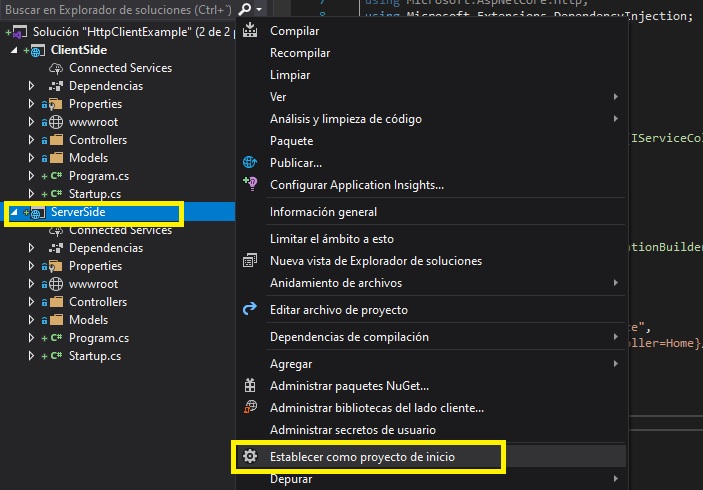 Buscar en Explorador de soluciones (Ctrl+')
Solución "HttpClientExample" (2 de 2 p
ClientSide
Connected Services
Dependencias
Properties
wwwroot
Controllers
Models
C# Program.cs
C# Startup.cs
ServerSide
Connected Services
Dependencias
Properties
wwwroot
Controllers
Models
C# Program.cs
C# Startup.cs
Compilar
Recompilar
Limpiar
Ver
Análisis y limpieza de código
Paquete
Publicar...
Configurar Application Insights...
Información general
Limitar el ámbito a esto
Nueva vista de Explorador de soluciones
Anidamiento de archivos
Editar archivo de proyecto
Dependencias de compilación
Agregar
Administrar paquetes NuGet...
Administrar bibliotecas del lado cliente...
Administrar secretos de usuario
Establecer como proyecto de inicio
Depurar
7 using Microsoft.AspNetCore.Http;
8 using Microsoft.Extensions.DependencyInjection;
IServiceCol
ationBuilder
e",
oller=Home}/